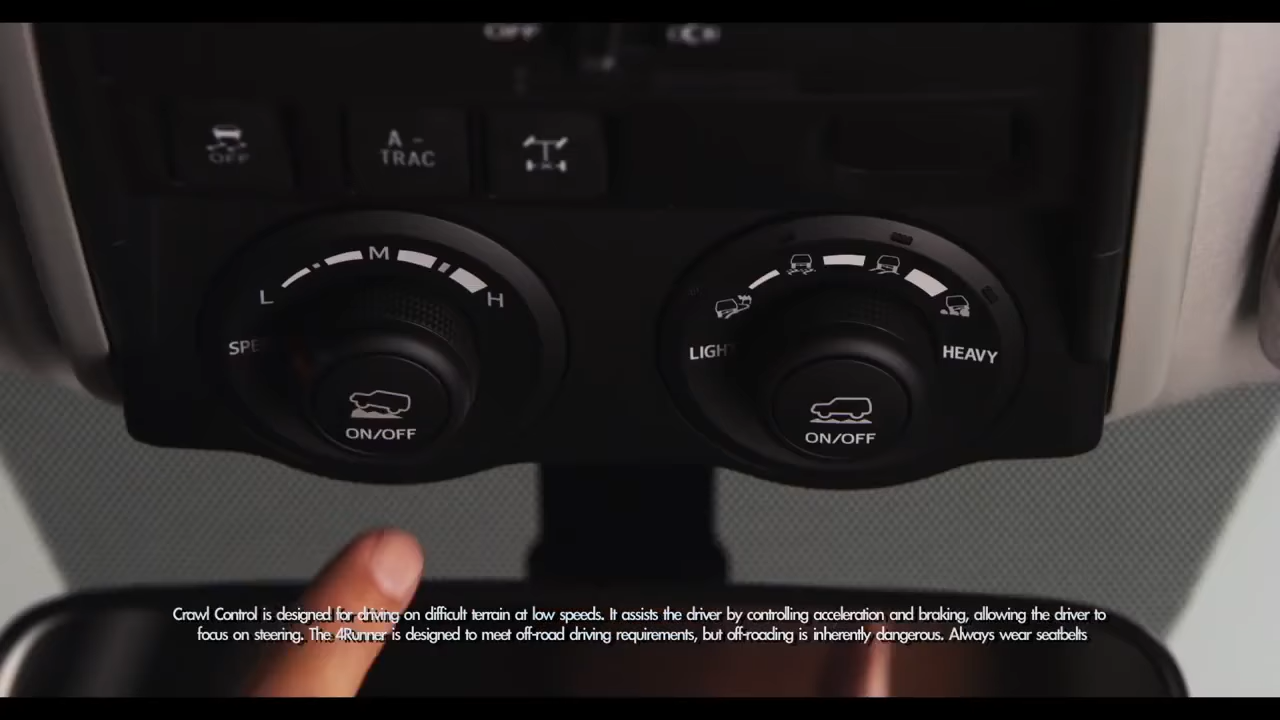 OFF
OFF
A -
TRAC
M
L
H
LIGHT
HEAVY
ON/OFF
ON/OFF
Crawl Control is designed for driving on difficult terrain at low speeds. It assists the driver by controlling acceleration and braking, allowing the driver to
focus on steering. The 4Runner is designed to meet off-road driving requirements, but off-roading is inherently dangerous. Always wear seatbelts